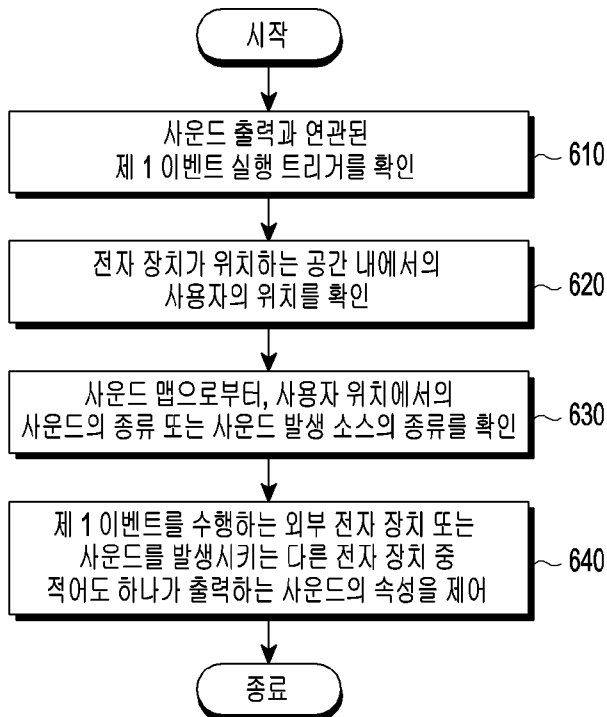 시작
사운드 출력과 연관된
제 1 이벤트 실행 트리거를 확인
610
전자 장치가 위치하는 공간 내에서의
사용자의 위치를 확인
620
사운드 맵으로부터, 사용자 위치에서의
사운드의 종류 또는 사운드 발생 소스의 종류를 확인
630
제 1 이벤트를 수행하는 외부 전자 장치 또는
사운드를 발생시키는 다른 전자 장치 중
적어도 하나가 출력하는 사운드의 속성을 제어
640
종료